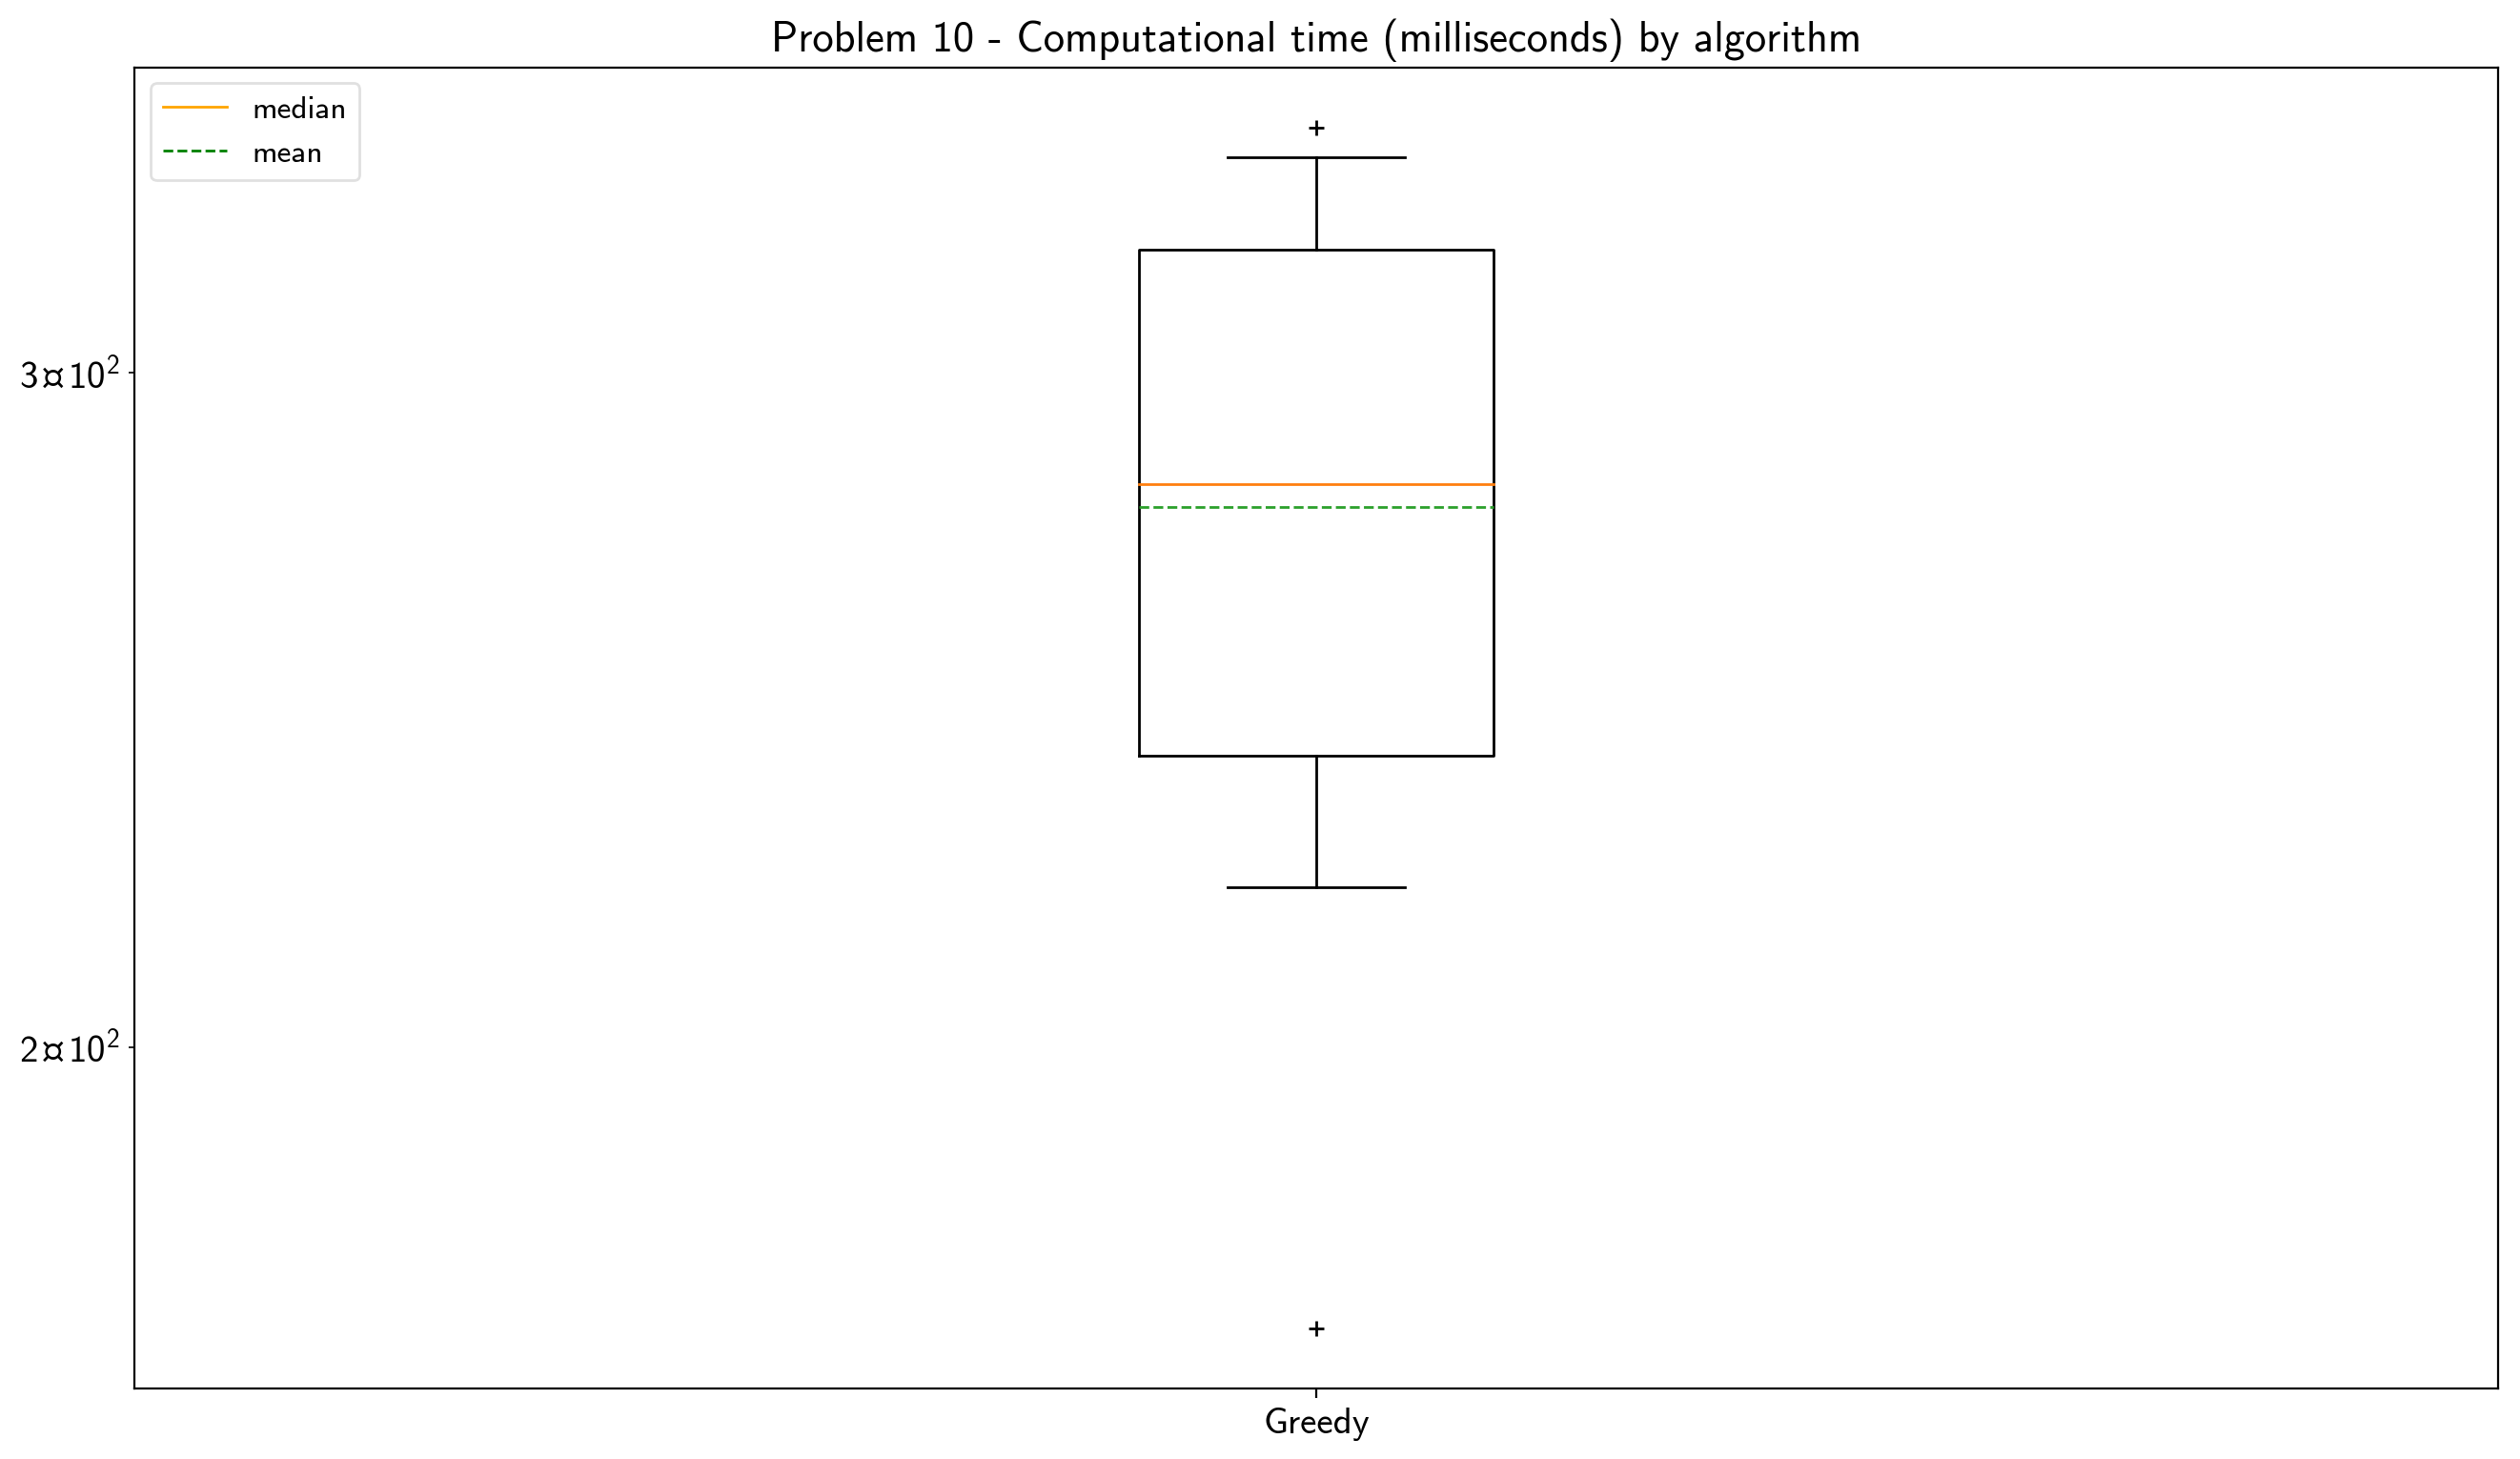 Problem 10 - Computational time (milliseconds) by algorithm
median
mean
3¤10²
2¤10²
Greedy